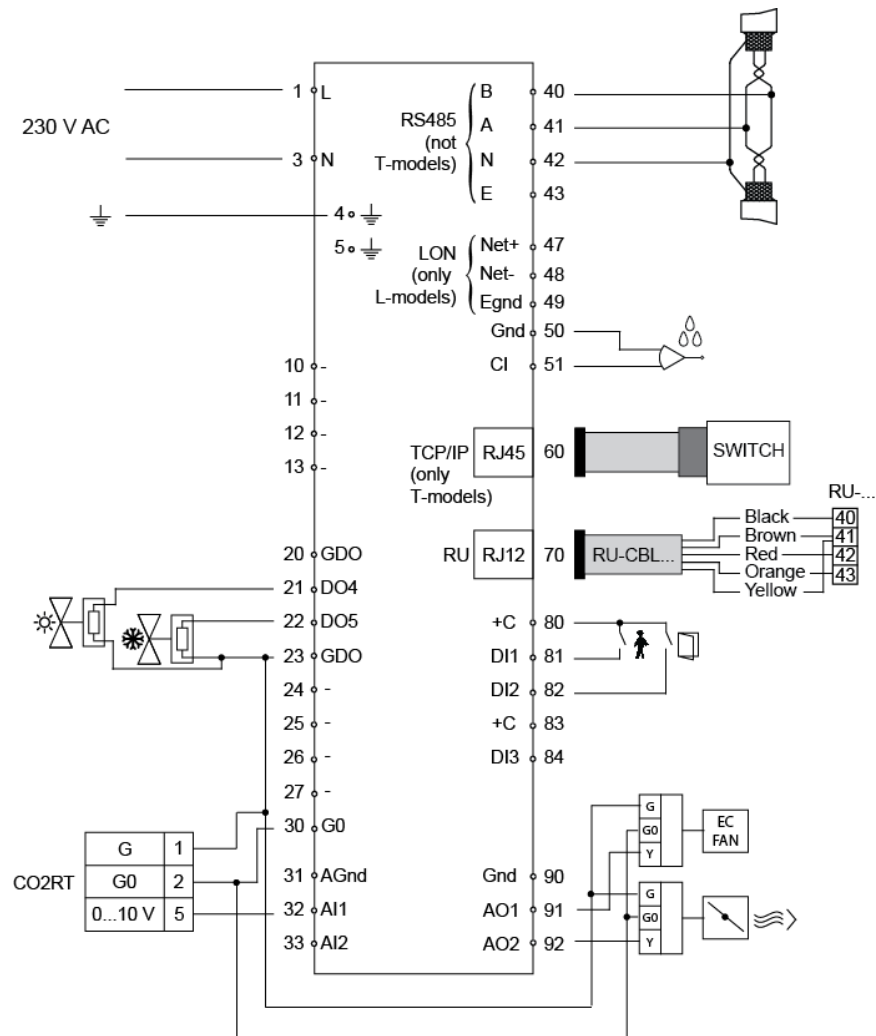 230 V AC
1 L
3 N
4
5
10 -
11 -
12 -
13 -
20 GDO
21 DO4
22 DO5
23 GDO
24 -
25 -
26 -
27 -
30 G0
31 AGnd
32 AI1
33 AI2
CO2RT
G 1
G0 2
0...10 V 5
RS485
(not
T-models)
B 40
A 41
N 42
E 43
LON
(only
L-models)
Net+ 47
Net- 48
Egnd 49
Gnd 50
CI 51
TCP/IP
(only
T-models)
RJ45 60
SWITCH
RU RJ12 70
RU-CBL...
RU-...
Black 40
Brown 41
Red 42
Orange 43
Yellow
+C 80
DI1 81
DI2 82
+C 83
DI3 84
Gnd 90
AO1 91
AO2 92
G
G0
Y
EC
FAN
G
G0
Y